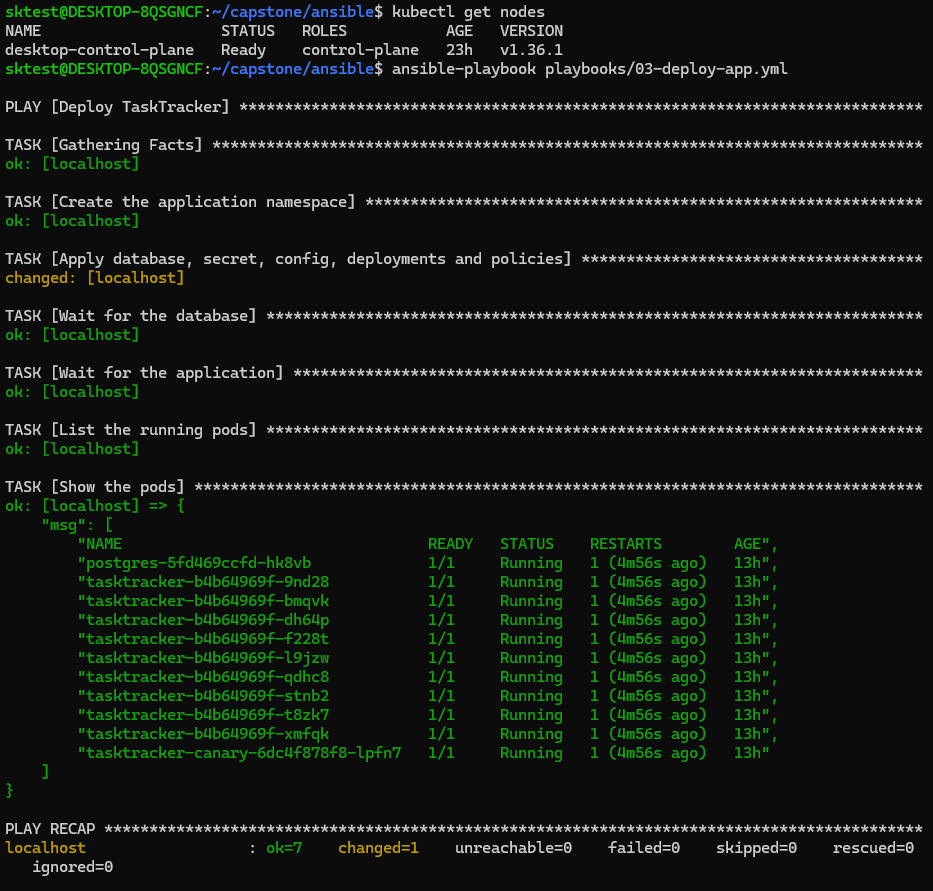 sktest@DESKTOP-8QSGNCF:~/capstone/ansible$ kubectl get nodes
NAME                    STATUS   ROLES           AGE   VERSION
desktop-control-plane   Ready    control-plane   23h   v1.36.1
sktest@DESKTOP-8QSGNCF:~/capstone/ansible$ ansible-playbook playbooks/03-deploy-app.yml
PLAY [Deploy TaskTracker] ****************************************************************************
TASK [Gathering Facts] *******************************************************************************
ok: [localhost]
TASK [Create the application namespace] **************************************************************
ok: [localhost]
TASK [Apply database, secret, config, deployments and policies] **************************************
changed: [localhost]
TASK [Wait for the database] *************************************************************************
ok: [localhost]
TASK [Wait for the application] **********************************************************************
ok: [localhost]
TASK [List the running pods] *************************************************************************
ok: [localhost]
TASK [Show the pods] *********************************************************************************
ok: [localhost] => {
    "msg": [
        "NAME                                  READY   STATUS    RESTARTS        AGE",
        "postgres-5fd469ccfd-hk8vb             1/1     Running   1 (4m56s ago)   13h",
        "tasktracker-b4b64969f-9nd28           1/1     Running   1 (4m56s ago)   13h",
        "tasktracker-b4b64969f-bmqvk           1/1     Running   1 (4m56s ago)   13h",
        "tasktracker-b4b64969f-dh64p           1/1     Running   1 (4m56s ago)   13h",
        "tasktracker-b4b64969f-f228t           1/1     Running   1 (4m56s ago)   13h",
        "tasktracker-b4b64969f-l9jzw           1/1     Running   1 (4m56s ago)   13h",
        "tasktracker-b4b64969f-qdhc8           1/1     Running   1 (4m56s ago)   13h",
        "tasktracker-b4b64969f-stnb2           1/1     Running   1 (4m56s ago)   13h",
        "tasktracker-b4b64969f-t8zk7           1/1     Running   1 (4m56s ago)   13h",
        "tasktracker-b4b64969f-xmfqk           1/1     Running   1 (4m56s ago)   13h",
        "tasktracker-canary-6dc4f878f8-lpfn7   1/1     Running   1 (4m56s ago)   13h"
    ]
}
PLAY RECAP *******************************************************************************************
localhost                  : ok=7    changed=1    unreachable=0    failed=0    skipped=0    rescued=0
   ignored=0